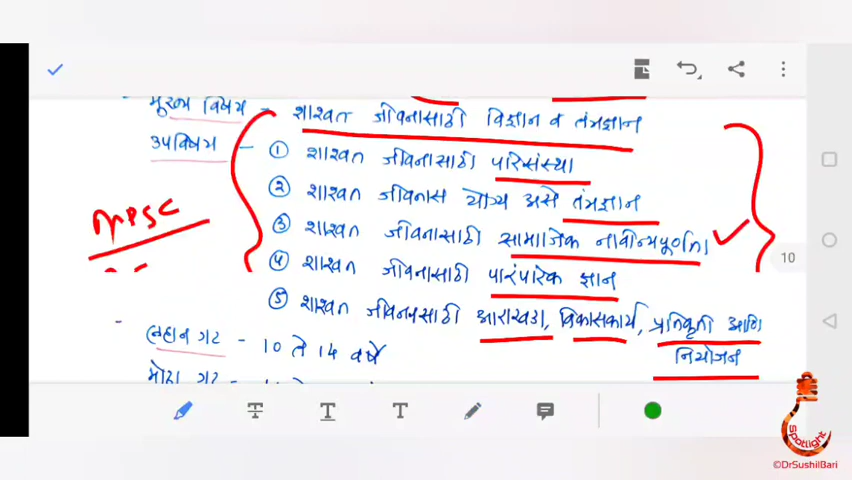 मुख्य विषय - शाश्वत जीवनासाठी विज्ञान व तंत्रज्ञान
उपविषय - ① शाश्वत जीवनासाठी परिसंस्था
② शाश्वत जीवनास योग्य असे तंत्रज्ञान
③ शाश्वत जीवनासाठी सामाजिक नाविन्यपूर्णता
④ शाश्वत जीवनासाठी पारंपारिक ज्ञान
⑤ शाश्वत जीवनासाठी आराखडा, विकासकार्य, प्रतिकृती आणि
नियोजन
MPSC
10
लहान गट - 10 ते 14 वर्षे
मोठा गट -
Spotlight
©DrSushilBari